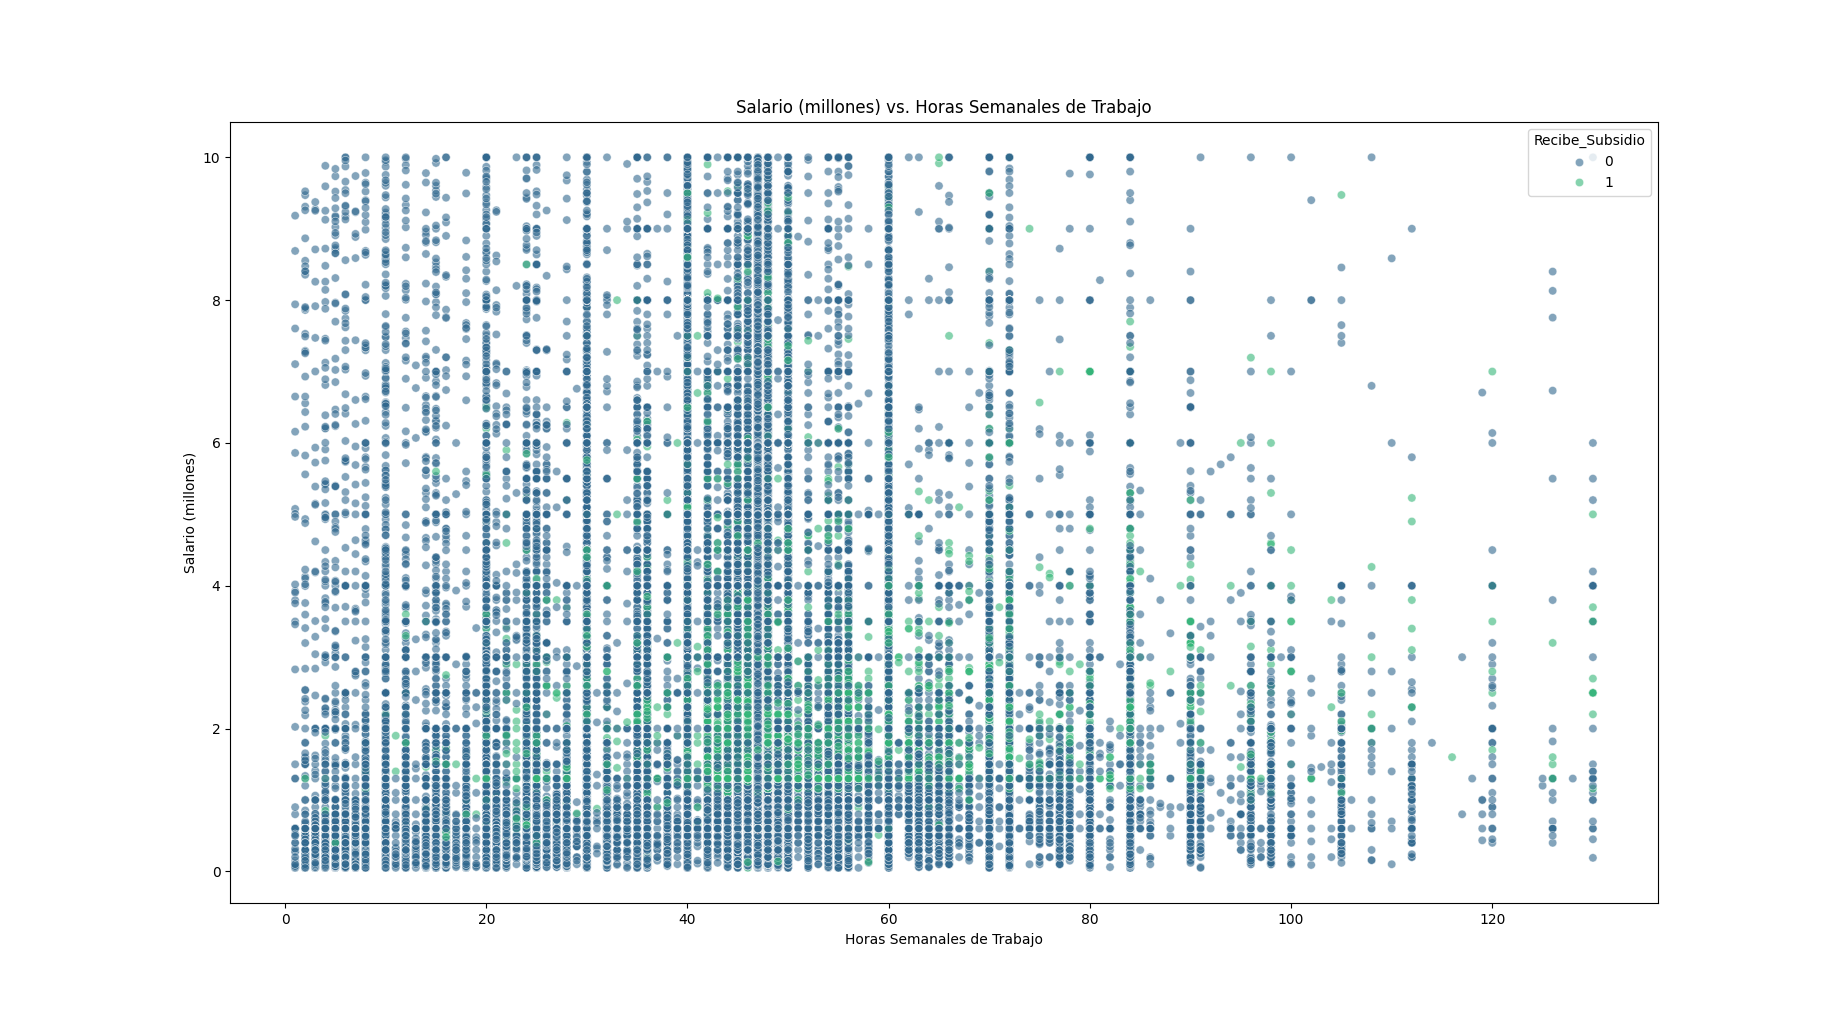 Salario (millones) vs. Horas Semanales de Trabajo
Recibe_Subsidio
0
1
Salario (millones)
10
8
6
4
2
0
0 20 40 60 80 100 120
Horas Semanales de Trabajo